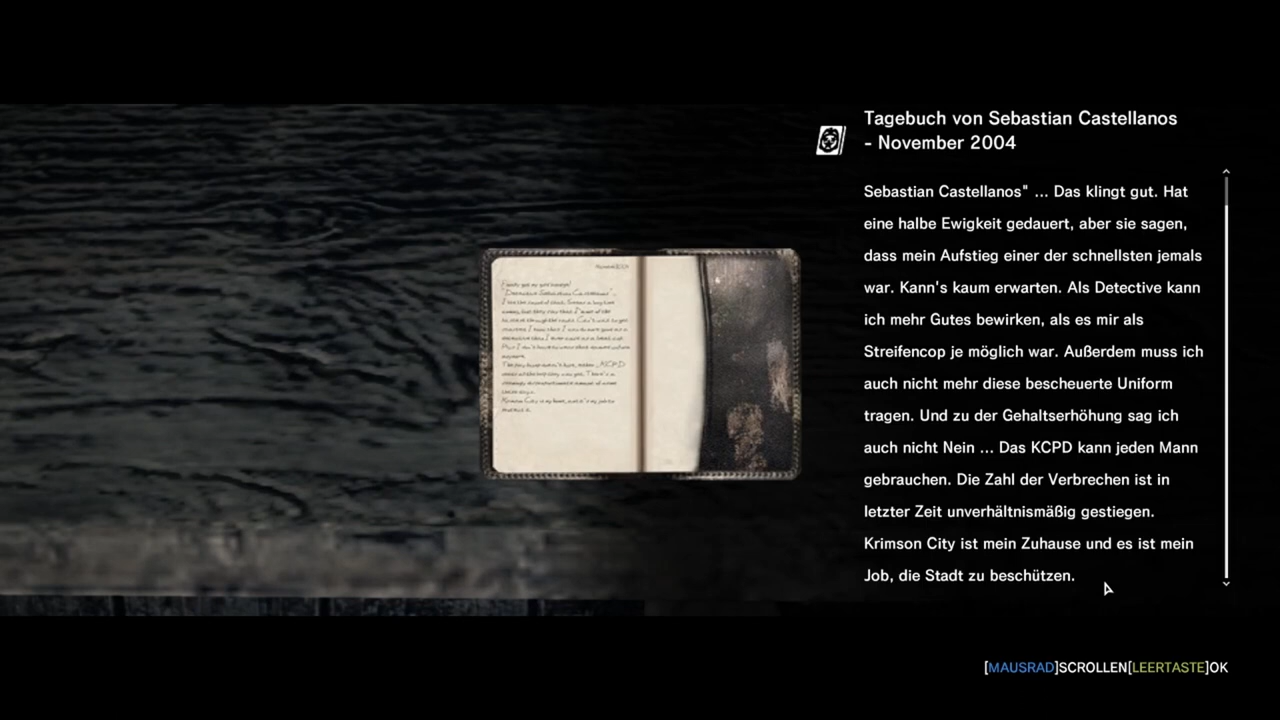 Tagebuch von Sebastian Castellanos
- November 2004
Sebastian Castellanos" ... Das klingt gut. Hat
eine halbe Ewigkeit gedauert, aber sie sagen,
dass mein Aufstieg einer der schnellsten jemals
war. Kann's kaum erwarten. Als Detective kann
ich mehr Gutes bewirken, als es mir als
Streifencop je möglich war. Außerdem muss ich
auch nicht mehr diese bescheuerte Uniform
tragen. Und zu der Gehaltserhöhung sag ich
auch nicht Nein ... Das KCPD kann jeden Mann
gebrauchen. Die Zahl der Verbrechen ist in
letzter Zeit unverhältnismäßig gestiegen.
Krimson City ist mein Zuhause und es ist mein
Job, die Stadt zu beschützen.
[MAUSRAD]SCROLLEN[LEERTASTE]OK